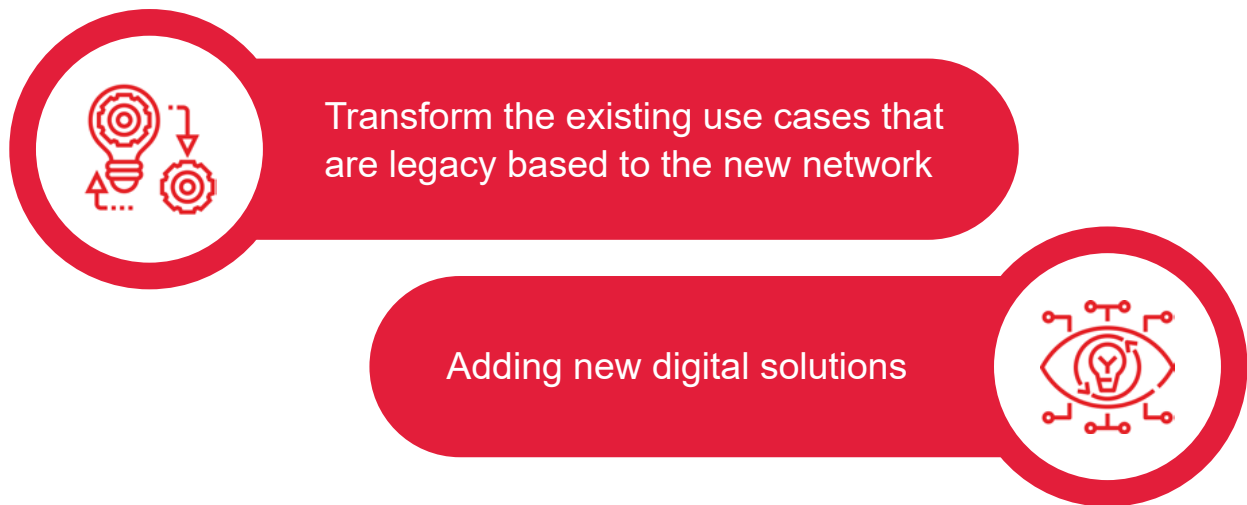 Transform the existing use cases that
are legacy based to the new network
Adding new digital solutions